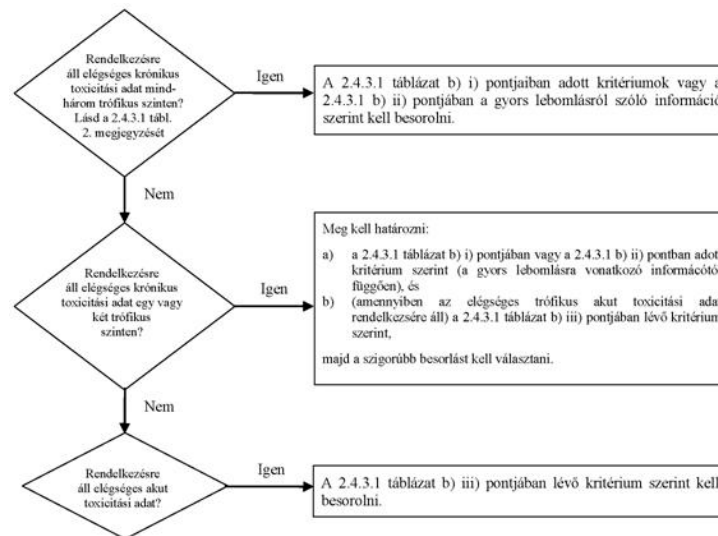 Rendelkezésre
áll elégséges krónikus
toxicitási adat mind-
három trófikus szinten?
Lásd a 2.4.3.1 tábl.
2. megjegyzését
Igen
A 2.4.3.1 táblázat b) i) pontjaiban adott kritériumok vagy a
2.4.3.1 b) ii) pontjában a gyors lebomlásról szóló információ
szerint kell besorolni.
Nem
Rendelkezésre
áll elégséges krónikus
toxicitási adat egy vagy
két trófikus
szinten?
Igen
Meg kell határozni:
a) a 2.4.3.1 táblázat b) i) pontjában vagy a 2.4.3.1 b) ii) pontban adott
kritérium szerint (a gyors lebomlásra vonatkozó információtó
függően), és
b) (amennyiben az elégséges trófikus akut toxicitási ada
rendelkezésére áll) a 2.4.3.1 táblázat b) iii) pontjában lévő kritérium
szerint,
majd a szigorúbb besorlást kell választani.
Nem
Rendelkezésre
áll elégséges akut
toxicitási adat?
Igen
A 2.4.3.1 táblázat b) iii) pontjában lévő kritérium szerint kell
besorolni.